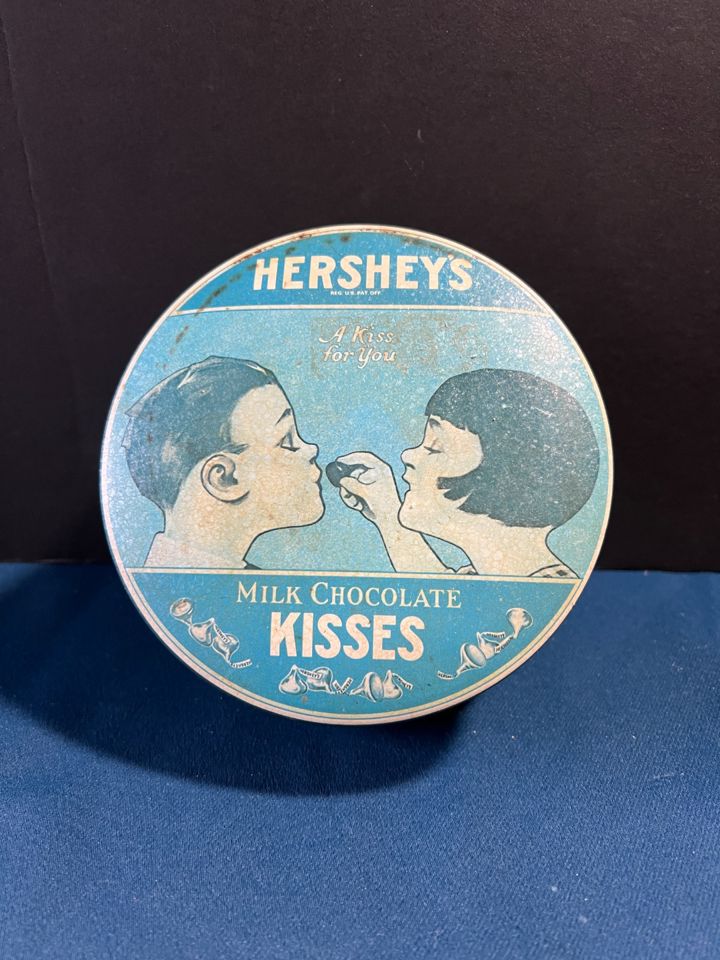 HERSHEY'S
REG. U.S. PAT. OFF.
A Kiss
for You
MILK CHOCOLATE
KISSES